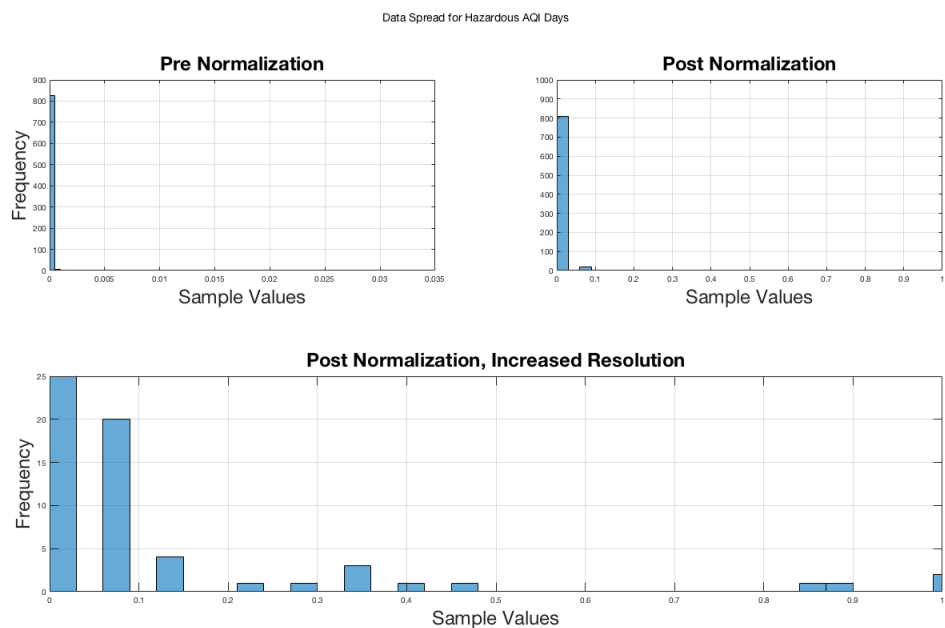 Data Spread for Hazardous AQI Days
Pre Normalization
Post Normalization
Frequency
900
800
700
600
500
400
300
200
100
0
0 0.005 0.01 0.015 0.02 0.025 0.03 0.035
Sample Values
1000
900
800
700
600
500
400
300
200
100
0
0 0.1 0.2 0.3 0.4 0.5 0.6 0.7 0.8 0.9 1
Sample Values
Post Normalization, Increased Resolution
Frequency
25
20
15
10
5
0
0 0.1 0.2 0.3 0.4 0.5 0.6 0.7 0.8 0.9 1
Sample Values